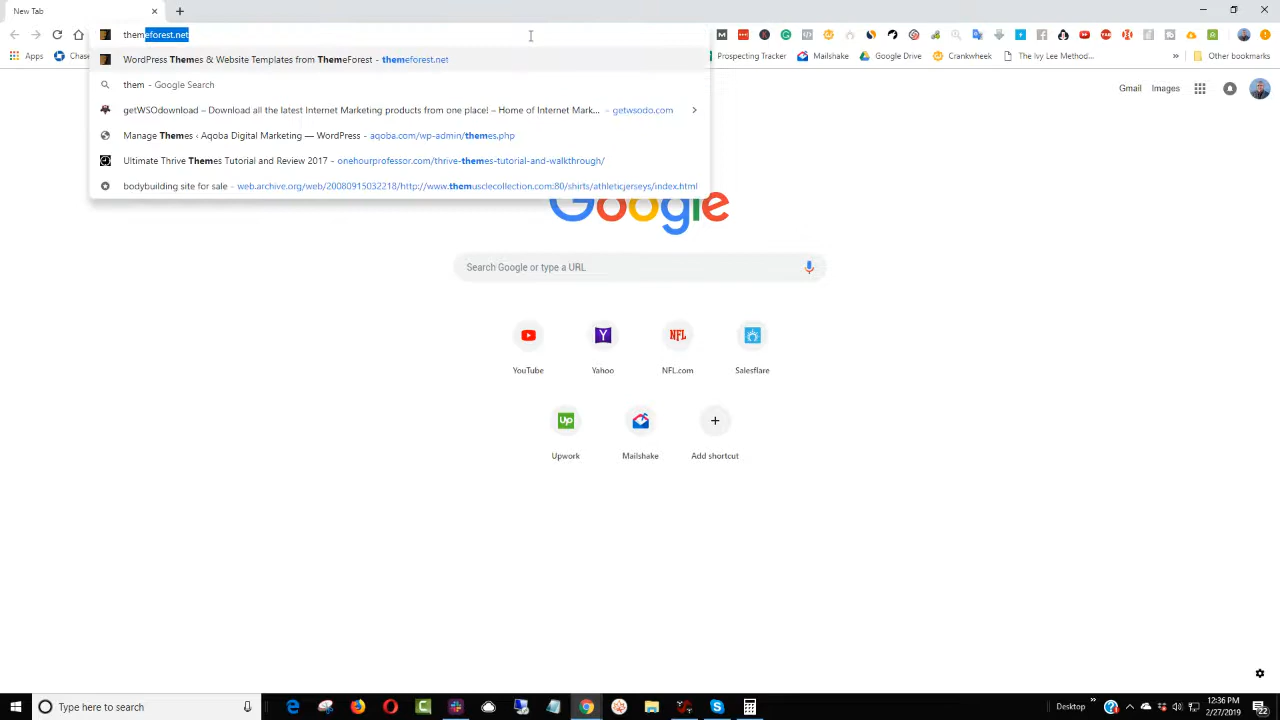 New Tab
themeforest.net
WordPress Themes & Website Templates from ThemeForest - themeforest.net
them - Google Search
getWSOdownload – Download all the latest Internet Marketing products from one place! – Home of Internet Mark... - getwsodo.com
Manage Themes ‹ Aqoba Digital Marketing — WordPress - aqoba.com/wp-admin/themes.php
Ultimate Thrive Themes Tutorial and Review 2017 - onehourprofessor.com/thrive-themes-tutorial-and-walkthrough/
bodybuilding site for sale - web.archive.org/web/20080915032218/http://www.themusclecollection.com:80/shirts/athleticjerseys/index.html
Apps
Chas
Prospecting Tracker
Mailshake
Google Drive
Crankwheek
The Ivy Lee Method...
»
Other bookmarks
Gmail
Images
Google
Search Google or type a URL
YouTube
Yahoo
NFL.com
Salesflare
Upwork
Mailshake
Add shortcut
Type here to search
Desktop
12:36 PM
2/27/2019
22